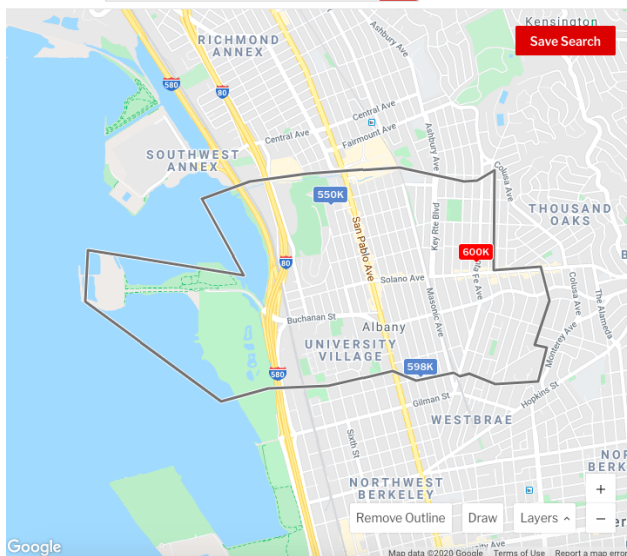 Kensington
Save Search
RICHMOND
ANNEX
Ashbury Ave
580
80
Central Ave
Central Ave
Fairmount Ave
SOUTHWEST
ANNEX
Ashbury Ave
Colusa Ave
550K
THOUSAND
OAKS
San Pablo Ave
Key Rte Blvd
600K
80
Solano Ave
Masonic Ave
Colusa Ave
The Alameda
Buchanan St
Albany
UNIVERSITY
VILLAGE
Monterey Ave
598K
580
Gilman St
Hopkins St
WESTBRAE
Sixth St
NORTHWEST
BERKELEY
Remove Outline
Draw
Layers
+
−
Google
Map data ©2020 Google
Terms of Use
Report a map error